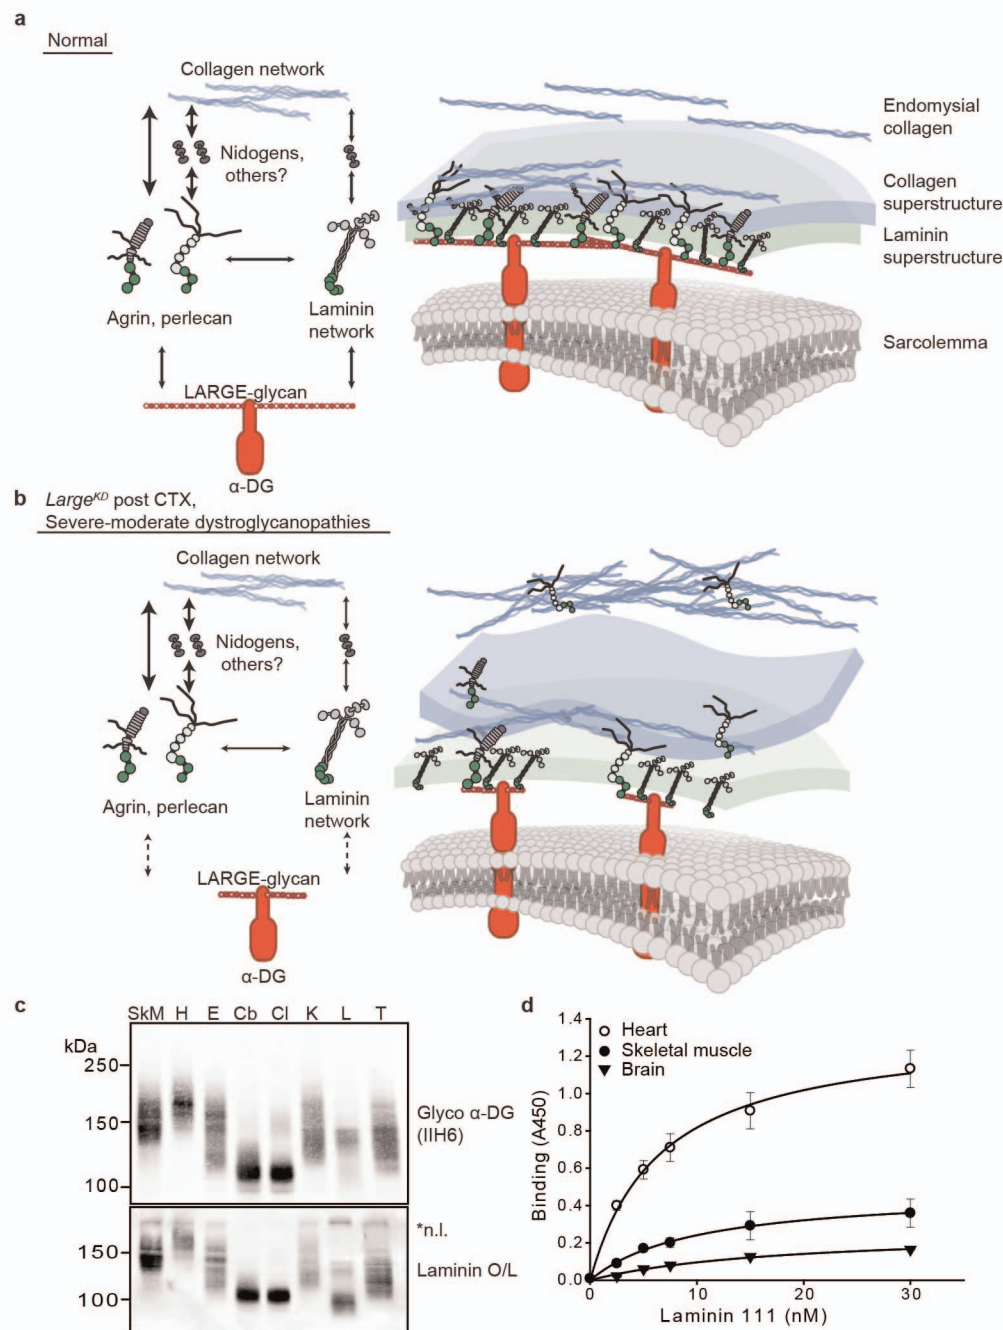 a
Normal
Collagen network
Nidogens,
others?
Agrin, perlecan
Laminin
network
LARGE-glycan
α-DG
Endomysial
collagen
Collagen
superstructure
Laminin
superstructure
Sarcolemma
b
Large^KD post CTX,
Severe-moderate dystroglycanopathies
Collagen network
Nidogens,
others?
Agrin, perlecan
Laminin
network
LARGE-glycan
α-DG
c
SkM H E Cb Cl K L T
kDa
250
150
100
Glyco α-DG
(IIH6)
*n.l.
150
Laminin O/L
100
d
1.4
1.2
1.0
0.8
0.6
0.4
0.2
0.0
Heart
Skeletal muscle
Brain
Binding (A450)
0 10 20 30
Laminin 111 (nM)